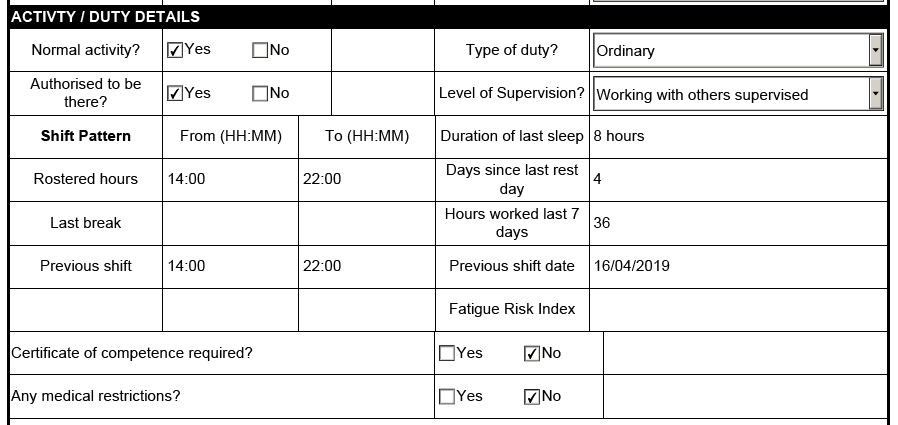 ACTIVTY / DUTY DETAILS
Normal activity? Yes No Type of duty? Ordinary
Authorised to be there? Yes No Level of Supervision? Working with others supervised
Shift Pattern From (HH:MM) To (HH:MM) Duration of last sleep 8 hours
Rostered hours 14:00 22:00 Days since last rest day 4
Last break Hours worked last 7 days 36
Previous shift 14:00 22:00 Previous shift date 16/04/2019
Fatigue Risk Index
Certificate of competence required? Yes No
Any medical restrictions? Yes No